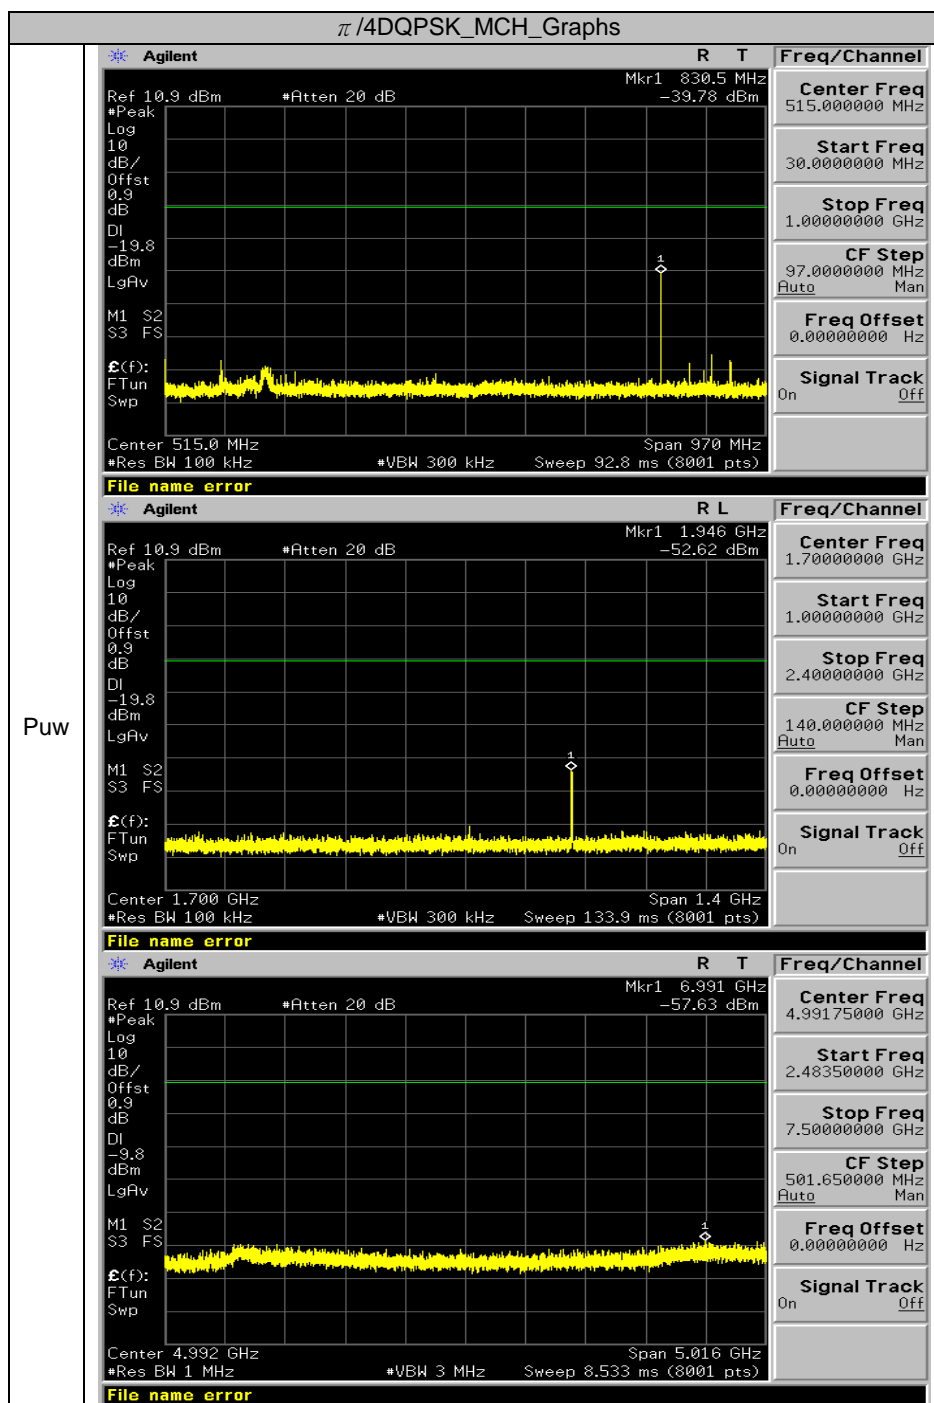 π/4DQPSK_MCH_Graphs
Puw
Agilent R T Freq/Channel
Mkr1 830.5 MHz
Ref 10.9 dBm #Atten 20 dB -39.78 dBm
#Peak
Log
10
dB/
Offst
0.9
dB
DI
-19.8
dBm
LgAv
M1 S2
S3 FS
£(f):
FTun
Swp
1
Center 515.0 MHz Span 970 MHz
#Res BW 100 kHz #VBW 300 kHz Sweep 92.8 ms (8001 pts)
File name error
Center Freq
515.000000 MHz
Start Freq
30.0000000 MHz
Stop Freq
1.00000000 GHz
CF Step
97.0000000 MHz
Auto Man
Freq Offset
0.00000000 Hz
Signal Track
On Off
Agilent R L Freq/Channel
Mkr1 1.946 GHz
Ref 10.9 dBm #Atten 20 dB -52.62 dBm
#Peak
Log
10
dB/
Offst
0.9
dB
DI
-19.8
dBm
LgAv
M1 S2
S3 FS
£(f):
FTun
Swp
1
Center 1.700 GHz Span 1.4 GHz
#Res BW 100 kHz #VBW 300 kHz Sweep 133.9 ms (8001 pts)
File name error
Center Freq
1.70000000 GHz
Start Freq
1.00000000 GHz
Stop Freq
2.40000000 GHz
CF Step
140.000000 MHz
Auto Man
Freq Offset
0.00000000 Hz
Signal Track
On Off
Agilent R T Freq/Channel
Mkr1 6.991 GHz
Ref 10.9 dBm #Atten 20 dB -57.63 dBm
#Peak
Log
10
dB/
Offst
0.9
dB
DI
-9.8
dBm
LgAv
M1 S2
S3 FS
£(f):
FTun
Swp
1
Center 4.992 GHz Span 5.016 GHz
#Res BW 1 MHz #VBW 3 MHz Sweep 8.533 ms (8001 pts)
File name error
Center Freq
4.99175000 GHz
Start Freq
2.48350000 GHz
Stop Freq
7.50000000 GHz
CF Step
501.650000 MHz
Auto Man
Freq Offset
0.00000000 Hz
Signal Track
On Off